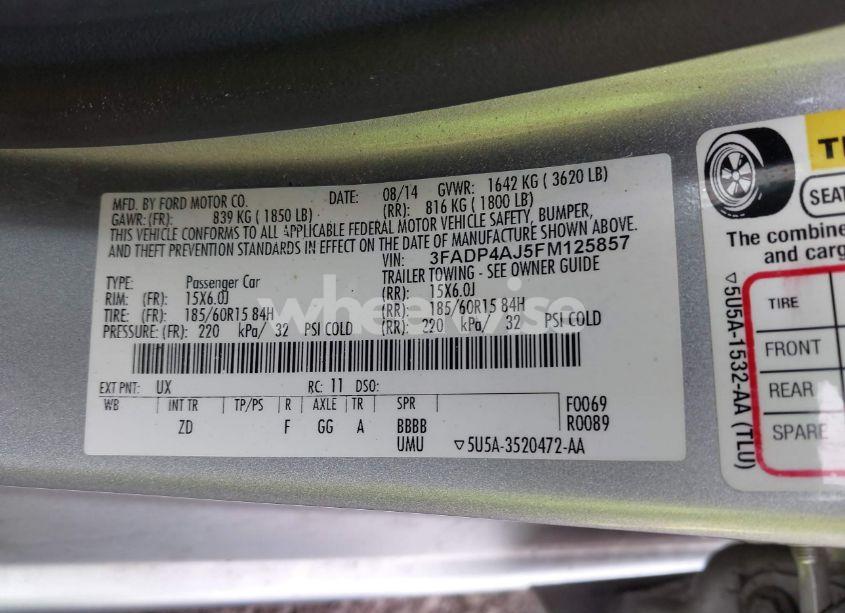 MFD. BY FORD MOTOR CO.
DATE: 08/14 GVWR: 1642 KG ( 3620 LB)
GAWR: (FR): 839 KG ( 1850 LB) (RR): 816 KG ( 1800 LB)
THIS VEHICLE CONFORMS TO ALL APPLICABLE FEDERAL MOTOR VEHICLE SAFETY, BUMPER,
AND THEFT PREVENTION STANDARDS IN EFFECT ON THE DATE OF MANUFACTURE SHOWN ABOVE.
VIN: 3FADP4AJ5FM125857
TYPE: Passenger Car TRAILER TOWING - SEE OWNER GUIDE
RIM: (FR): 15X6.0J (RR): 15X6.0J
TIRE: (FR): 185/60R15 84H (RR): 185/60R15 84H
PRESSURE: (FR): 220 kPa/ 32 PSI COLD (RR): 220 kPa/ 32 PSI COLD
EXT PNT: UX RC: 11 DSO:
WB INT TR TP/PS R AXLE TR SPR F0069
ZD F GG A BBBB R0089
UMU ▽5U5A-3520472-AA
wheelwise
SEAT
The combine
and carg
TIRE
FRONT
REAR
SPARE
▽5U5A-1532-AA (TLU)